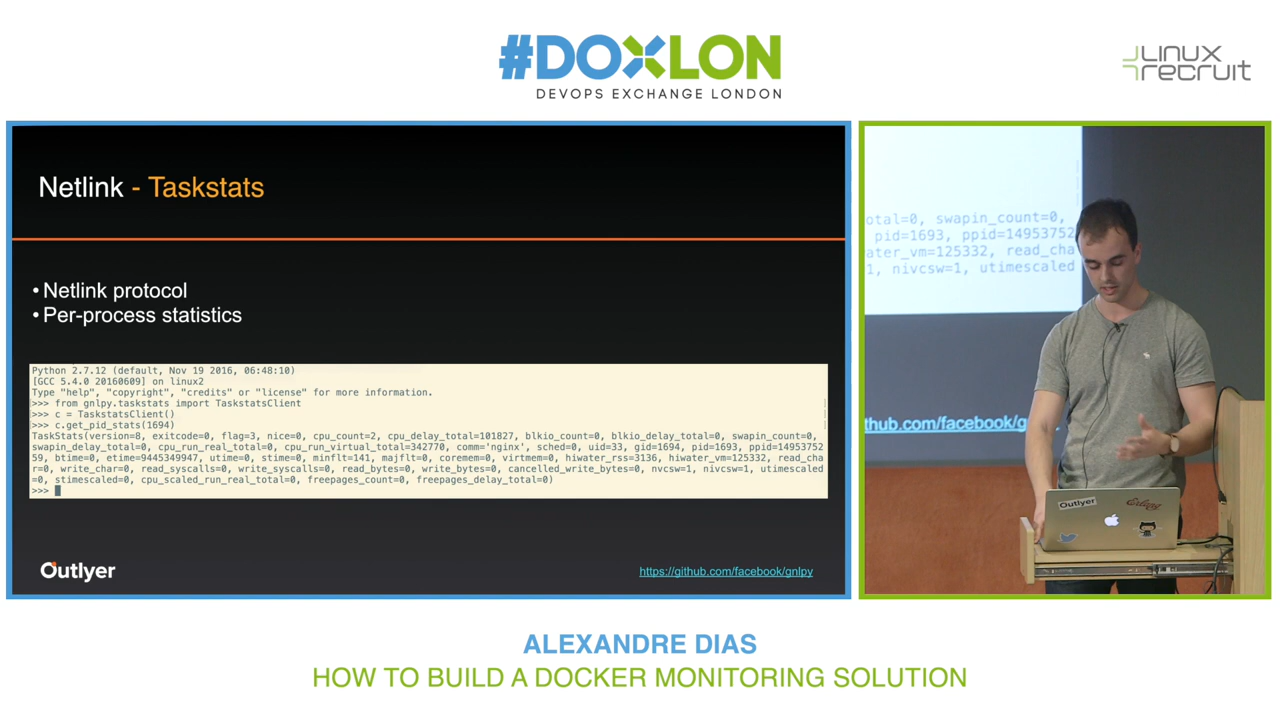 #DOXLON
DEVOPS EXCHANGE LONDON
Linux
recruit
Netlink - Taskstats
• Netlink protocol
• Per-process statistics
Python 2.7.12 (default, Nov 19 2016, 06:48:10)
[GCC 5.4.0 20160609] on linux2
Type "help", "copyright", "credits" or "license" for more information.
>>> from gnlpy.taskstats import TaskstatsClient
>>> c = TaskstatsClient()
>>> c.get_pid_stats(1694)
TaskStats(version=8, exitcode=0, flag=3, nice=0, cpu_count=2, cpu_delay_total=101827, blkio_count=0, blkio_delay_total=0, swapin_count=0,
swapin_delay_total=0, cpu_run_real_total=0, cpu_run_virtual_total=342770, comm='nginx', sched=0, uid=33, gid=1694, pid=1693, ppid=14953752
59, btime=0, etime=9445349947, utime=0, stime=0, minflt=141, majflt=0, coremem=0, virtmem=0, hiwater_rss=3136, hiwater_vm=125332, read_cha
r=0, write_char=0, read_syscalls=0, write_syscalls=0, read_bytes=0, write_bytes=0, cancelled_write_bytes=0, nvcsw=1, nivcsw=1, utimescaled
=0, stimescaled=0, cpu_scaled_run_real_total=0, freepages_count=0, freepages_delay_total=0)
>>>
Outlyer
https://github.com/facebook/gnlpy
otal=0, swapin_count=0,
pid=1693, ppid=14953752
ater_vm=125332, read_cha
1, nivcsw=1, utimescaled
thub.com/facebook/g
Outlyer
Erlang
ALEXANDRE DIAS
HOW TO BUILD A DOCKER MONITORING SOLUTION